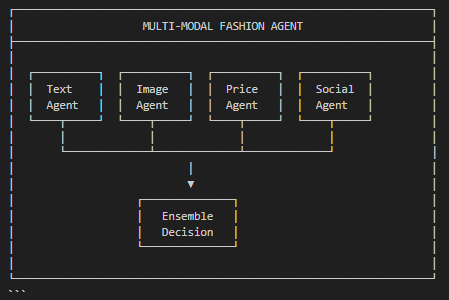 MULTI-MODAL FASHION AGENT
Text Image Price Social
Agent Agent Agent Agent
Ensemble
Decision
```